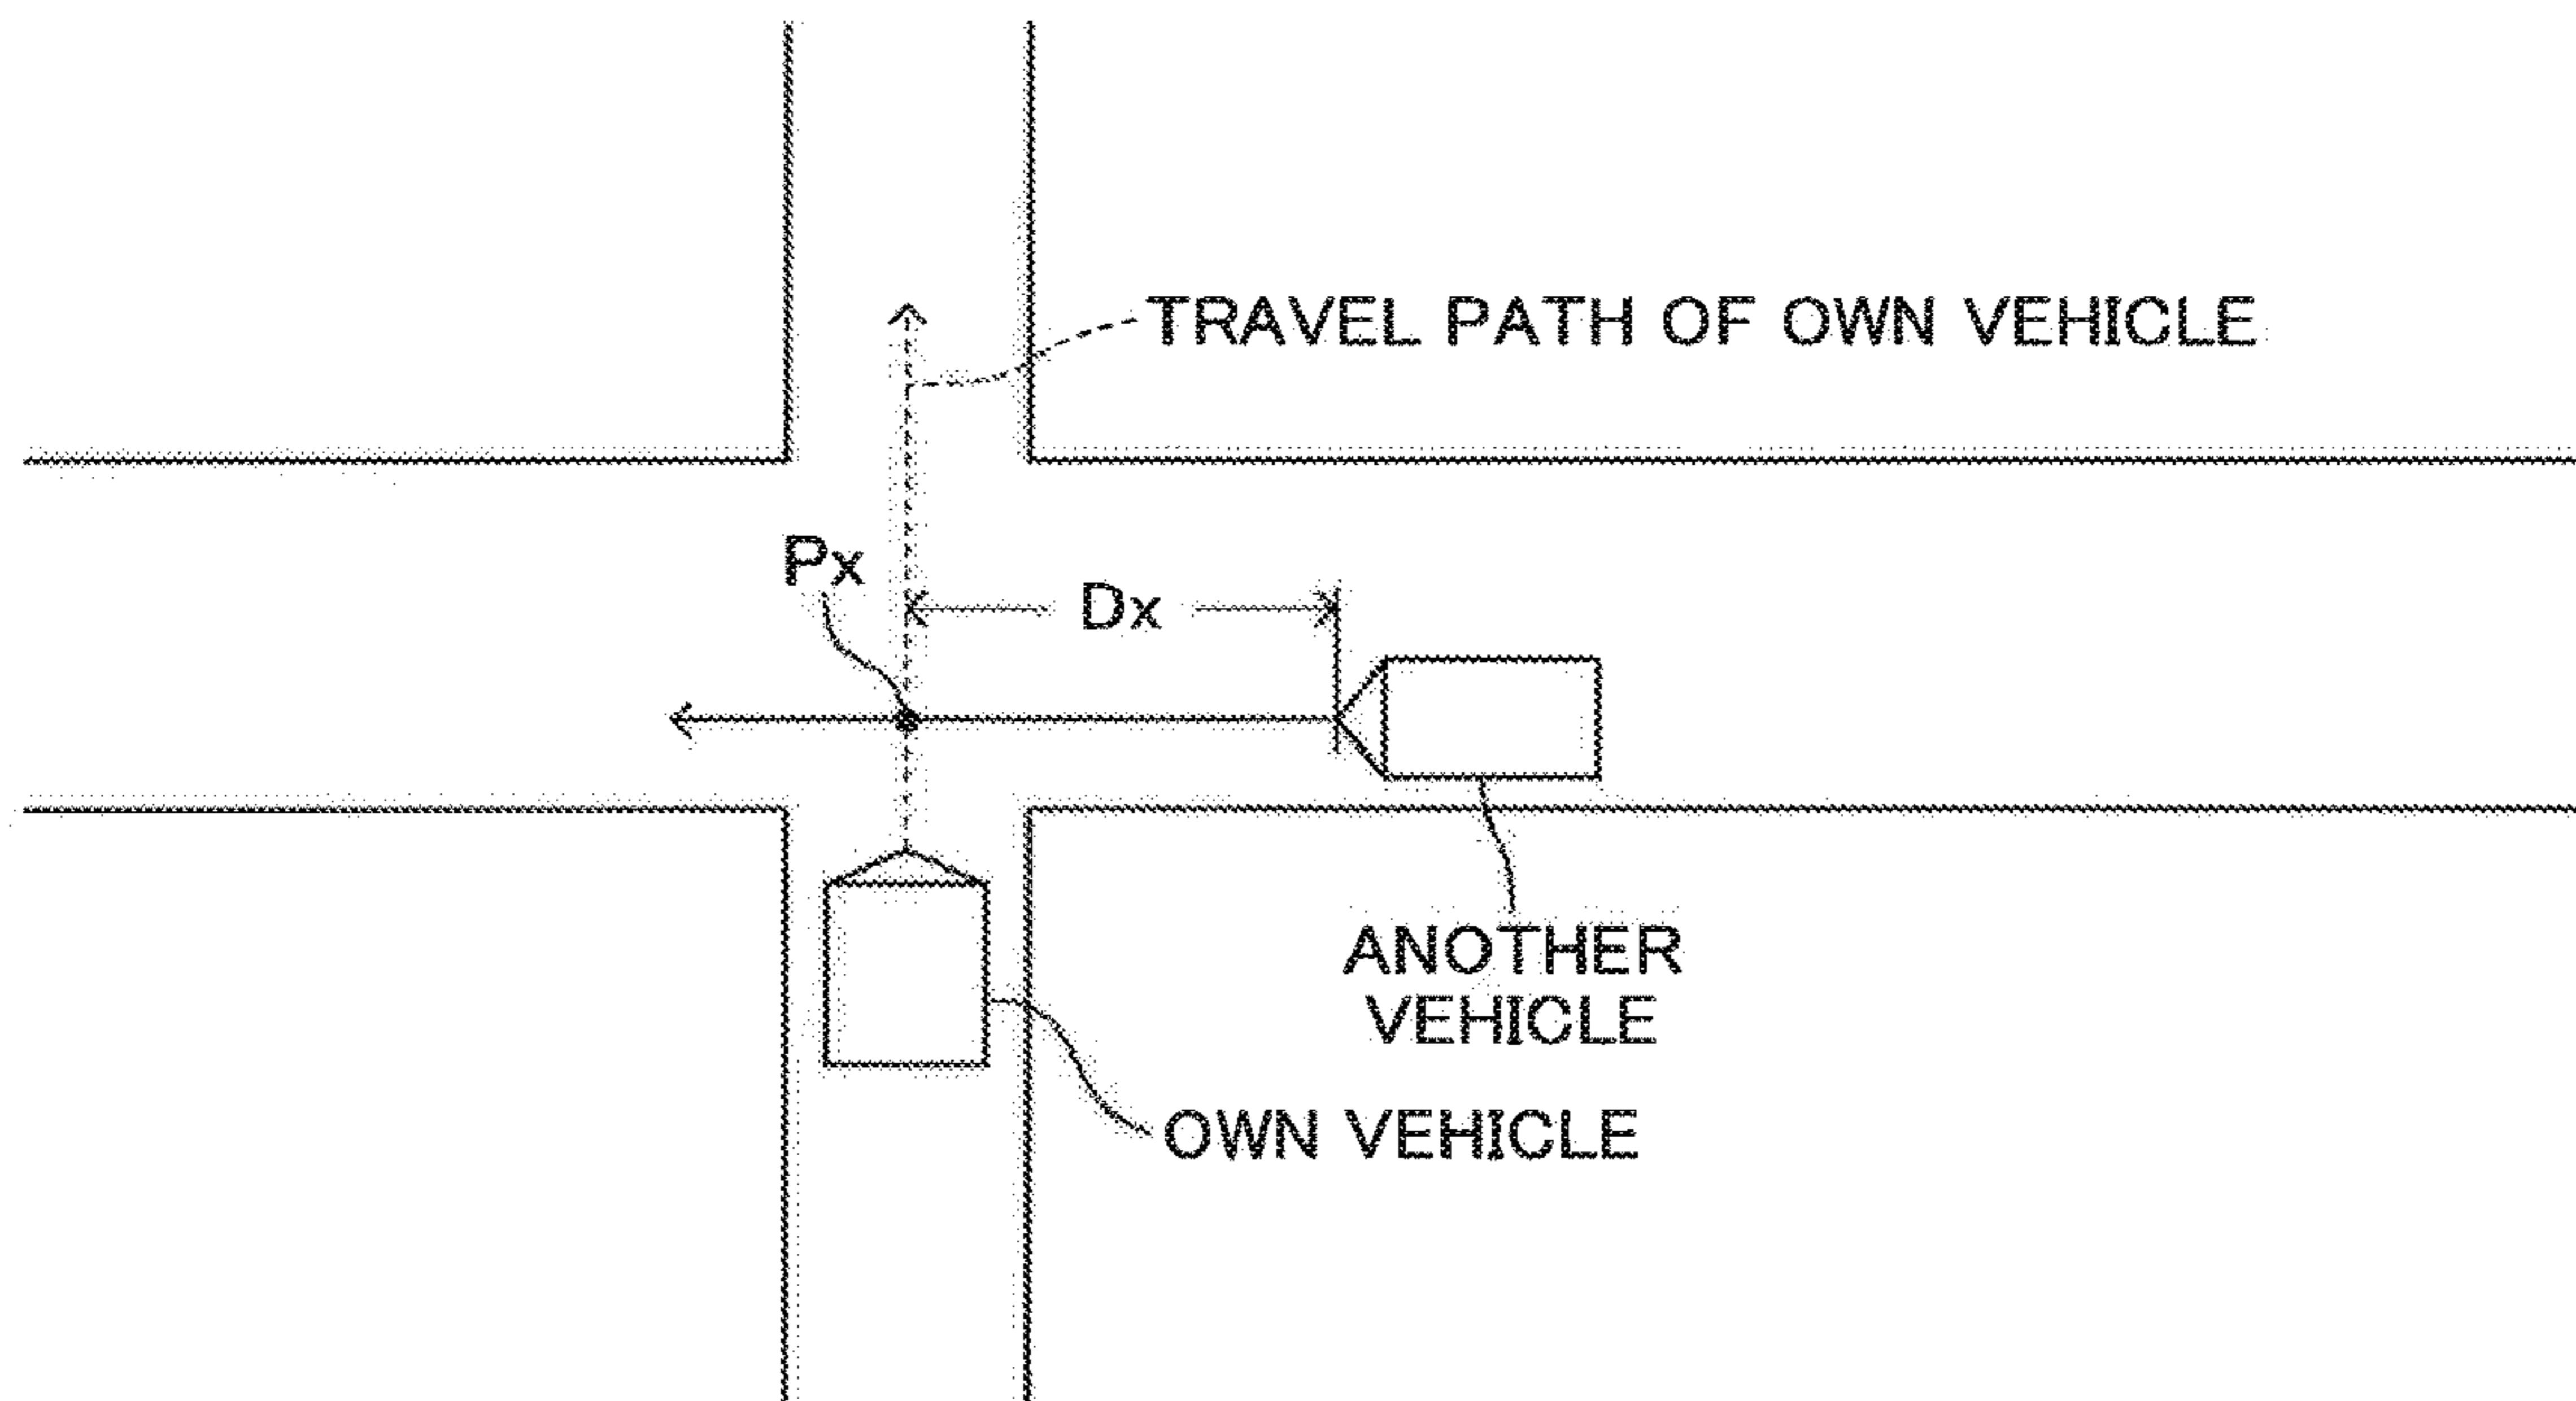 TRAVEL PATH OF OWN VEHICLE
Px
Dx
ANOTHER
VEHICLE
OWN VEHICLE